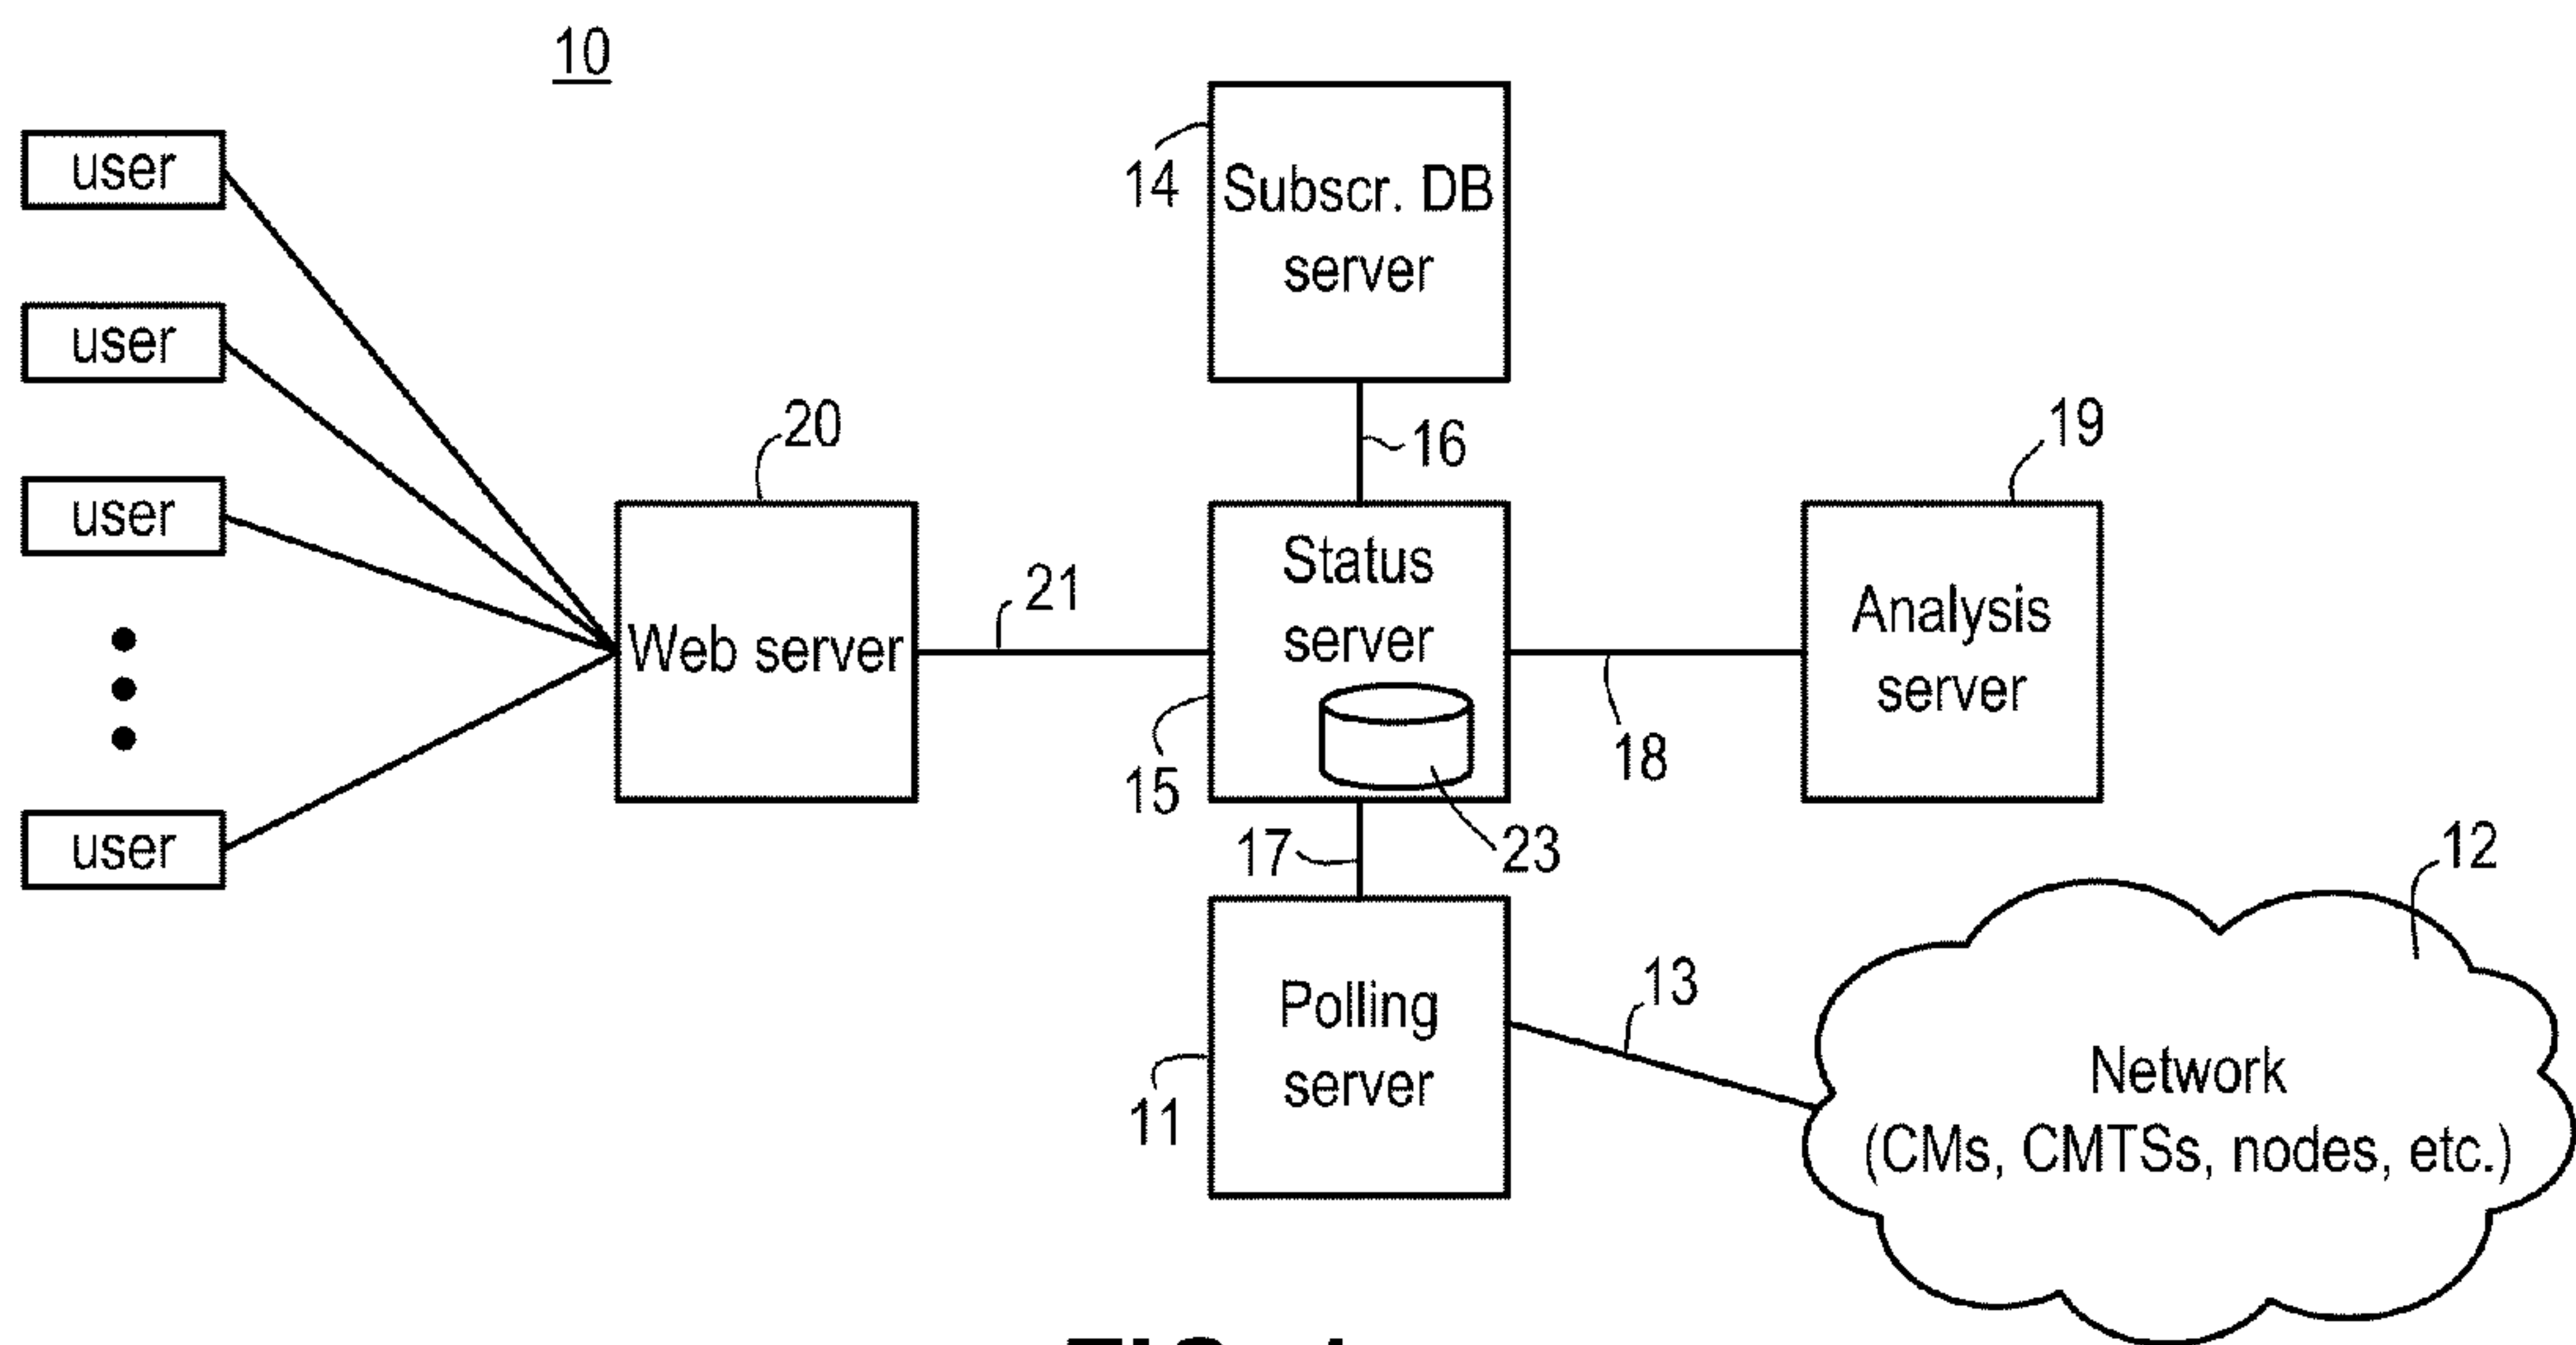 10
user
user
user
user
20
Web server
21
14
Subscr. DB
server
16
Status
server
15
23
18
19
Analysis
server
17
Polling
server
11
13
12
Network
(CMs, CMTSs, nodes, etc.)